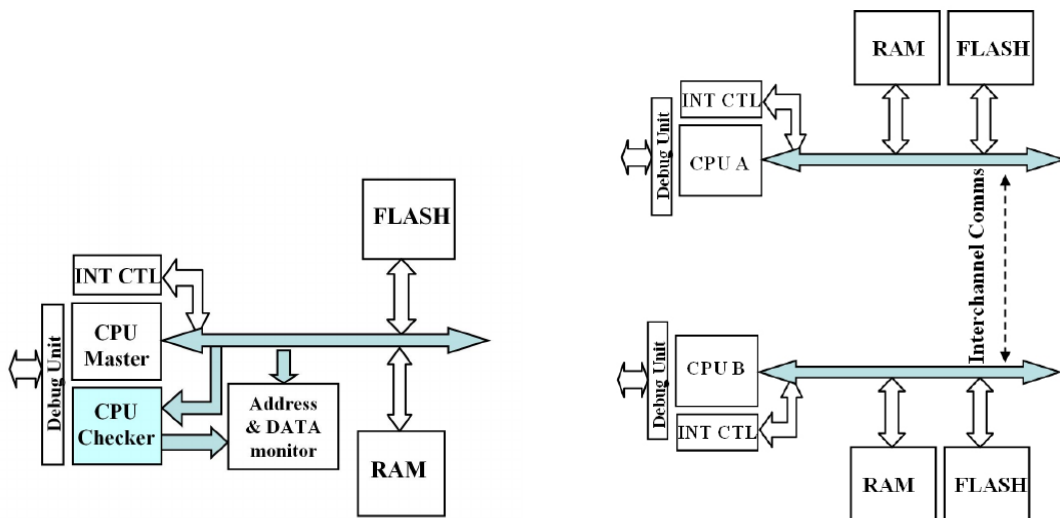 FLASH
INT CTL
Debug Unit
CPU
Master
CPU
Checker
Address
& DATA
monitor
RAM
RAM
FLASH
INT CTL
Debug Unit
CPU A
Interchannel Comms
Debug Unit
CPU B
INT CTL
RAM
FLASH